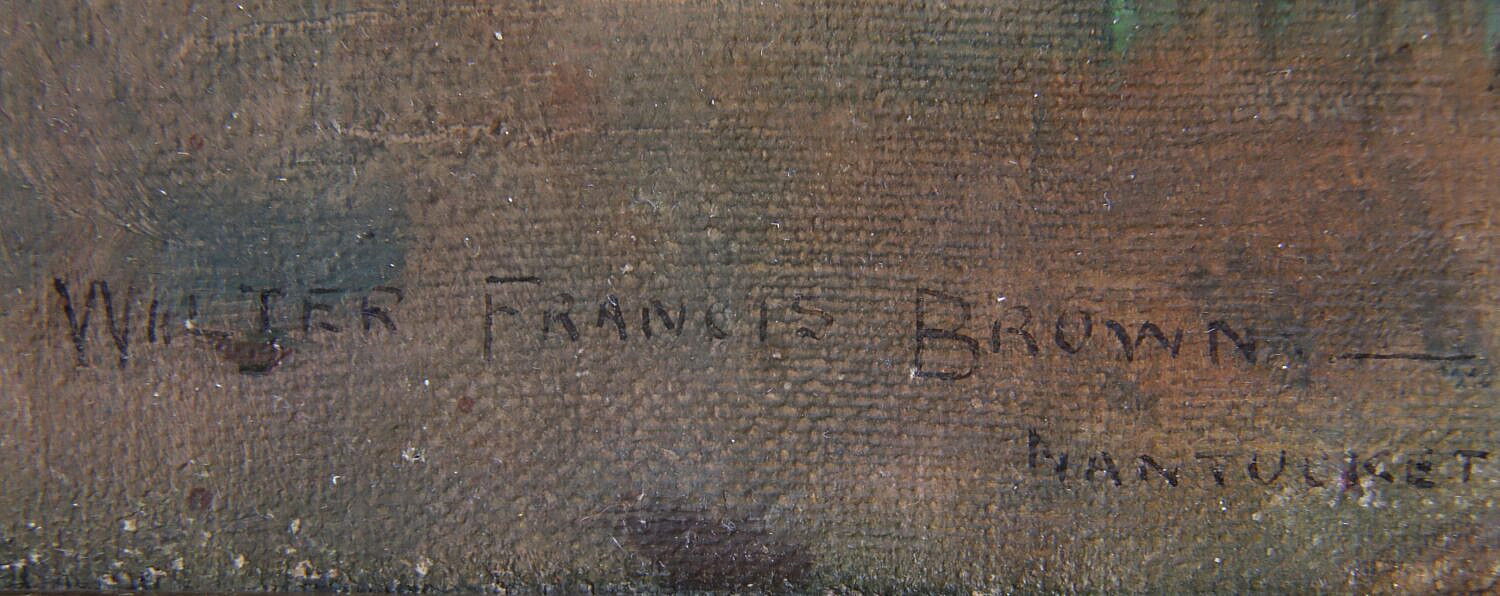 WALTER FRANCIS BROWN —
NANTUCKET